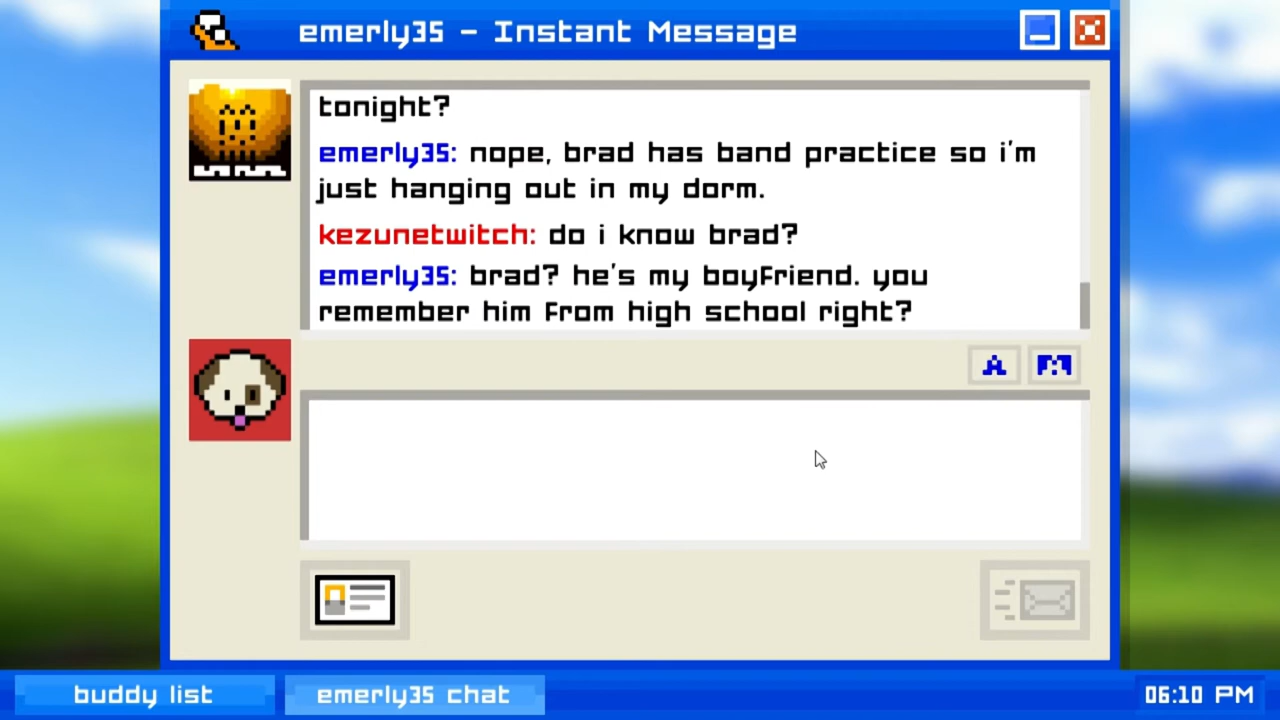 emerly35 - Instant Message
tonight?
emerly35: nope, brad has band practice so i'm
just hanging out in my dorm.
kezunetwitch: do i know brad?
emerly35: brad? he's my boyfriend. you
remember him from high school right?
A
buddy list
emerly35 chat
06:10 PM